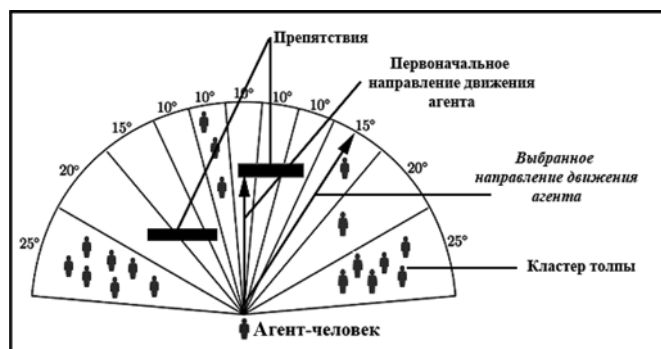 Препятствия
Первоначальное
направление движения
агента
10°
10°
10°
10°
10°
15°
15°
20°
20°
25°
25°
Выбранное
направление движения
агента
Кластер толпы
Агент-человек